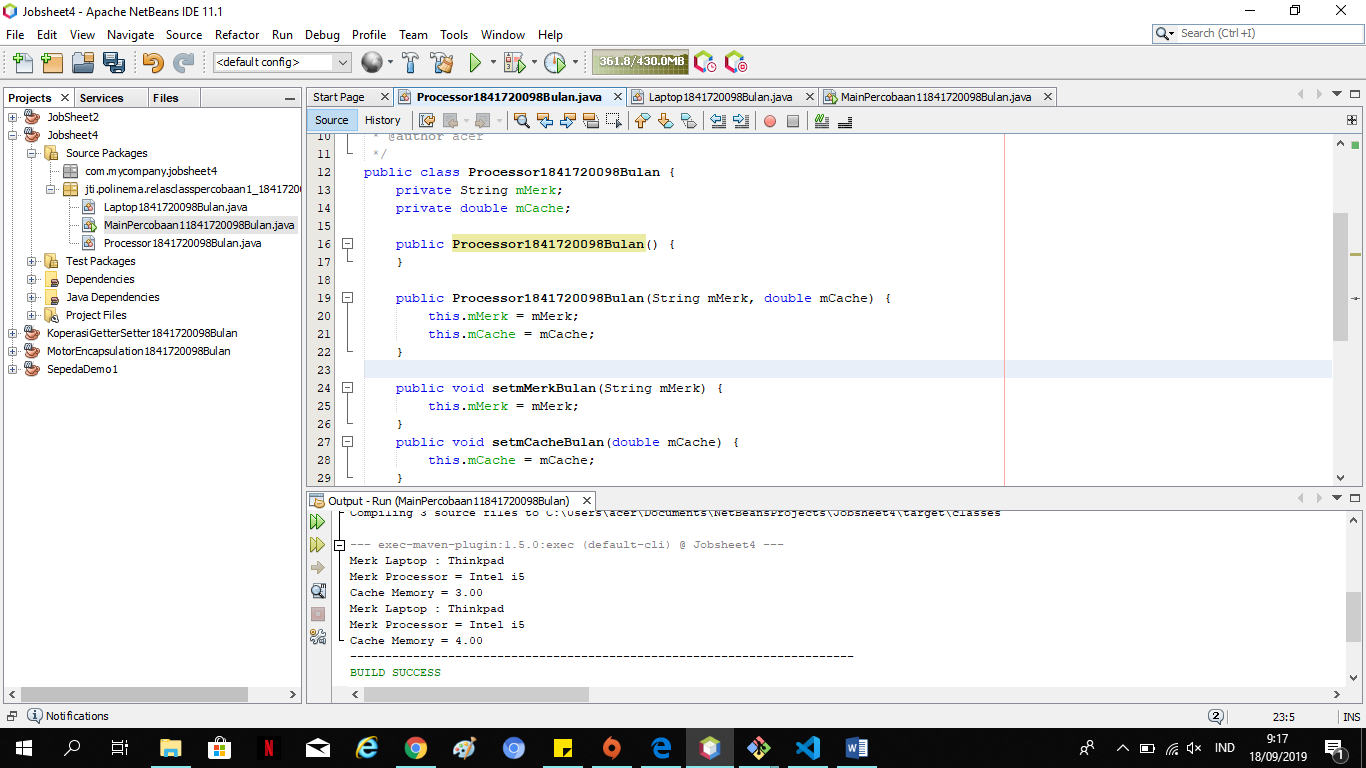 Jobsheet4 - Apache NetBeans IDE 11.1
File Edit View Navigate Source Refactor Run Debug Profile Team Tools Window Help
Search (Ctrl+I)
<default config>
361.8/430.0MB
Projects Services Files
JobSheet2
Jobsheet4
Source Packages
com.mycompany.jobsheet4
jti.polinema.relasclasspercobaan1_1841720
Laptop1841720098Bulan.java
MainPercobaan11841720098Bulan.java
Processor1841720098Bulan.java
Test Packages
Dependencies
Java Dependencies
Project Files
KoperasiGetterSetter1841720098Bulan
MotorEncapsulation1841720098Bulan
SepedaDemo1
Start Page Processor1841720098Bulan.java Laptop1841720098Bulan.java MainPercobaan11841720098Bulan.java
Source History
10 * @author acer
11 */
12 public class Processor1841720098Bulan {
13 private String mMerk;
14 private double mCache;
15
16 public Processor1841720098Bulan() {
17 }
18
19 public Processor1841720098Bulan(String mMerk, double mCache) {
20 this.mMerk = mMerk;
21 this.mCache = mCache;
22 }
23
24 public void setmMerkBulan(String mMerk) {
25 this.mMerk = mMerk;
26 }
27 public void setmCacheBulan(double mCache) {
28 this.mCache = mCache;
29 }
Output - Run (MainPercobaan11841720098Bulan)
Compiling 3 source files to C:\Users\acer\Documents\NetBeansProjects\Jobsheet4\target\classes
--- exec-maven-plugin:1.5.0:exec (default-cli) @ Jobsheet4 ---
Merk Laptop : Thinkpad
Merk Processor = Intel i5
Cache Memory = 3.00
Merk Laptop : Thinkpad
Merk Processor = Intel i5
Cache Memory = 4.00
------------------------------------------------------------------------
BUILD SUCCESS
Notifications
2
23:5
INS
IND
9:17
18/09/2019
1